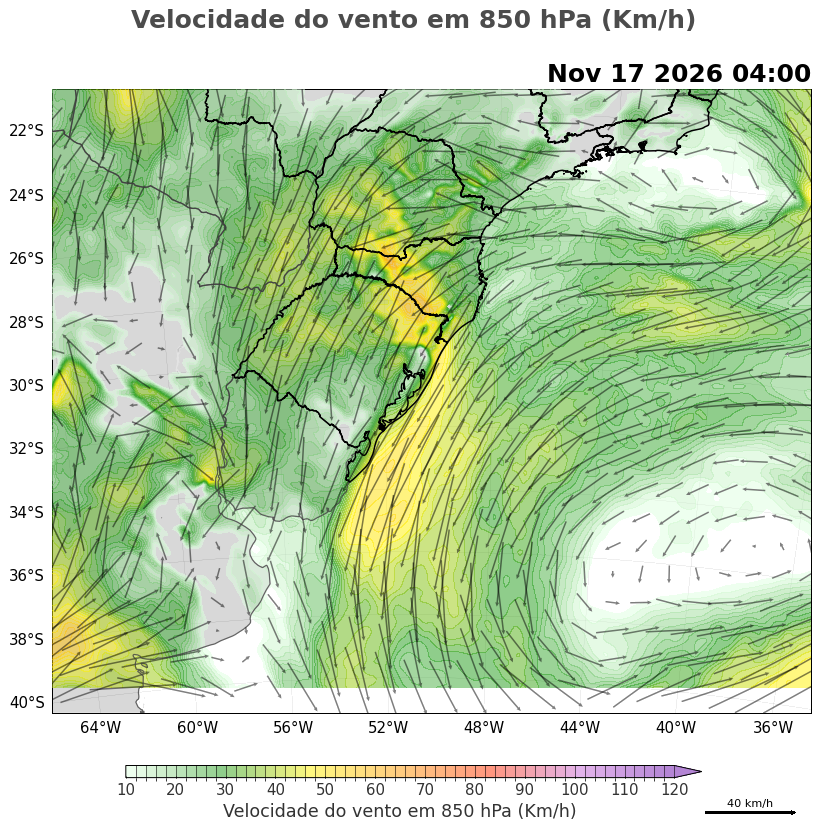 Velocidade do vento em 850 hPa (Km/h)
Nov 17 2026 04:00
22°S
24°S
26°S
28°S
30°S
32°S
34°S
36°S
38°S
40°S
64°W 60°W 56°W 52°W 48°W 44°W 40°W 36°W
10 20 30 40 50 60 70 80 90 100 110 120
Velocidade do vento em 850 hPa (Km/h)
40 km/h